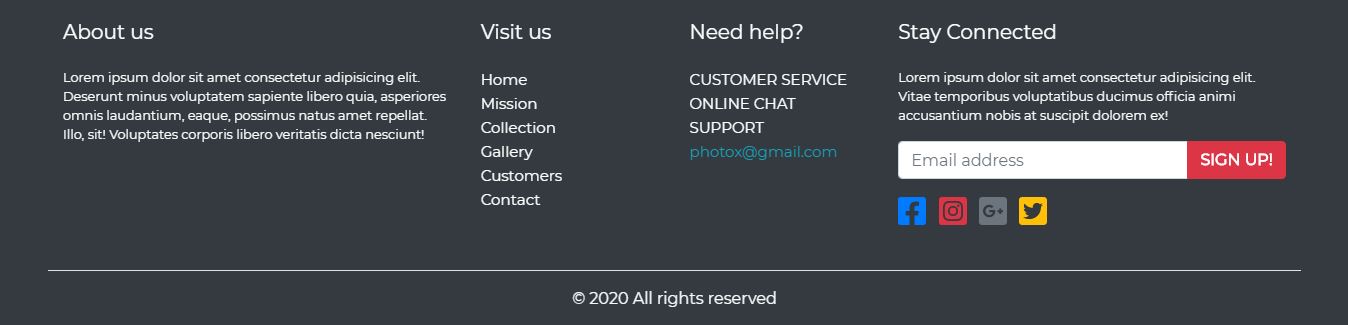 About us
Lorem ipsum dolor sit amet consectetur adipisicing elit.
Deserunt minus voluptatem sapiente libero quia, asperiores
omnis laudantium, eaque, possimus natus amet repellat.
Illo, sit! Voluptates corporis libero veritatis dicta nesciunt!
Visit us
Home
Mission
Collection
Gallery
Customers
Contact
Need help?
CUSTOMER SERVICE
ONLINE CHAT
SUPPORT
photox@gmail.com
Stay Connected
Lorem ipsum dolor sit amet consectetur adipisicing elit.
Vitae temporibus voluptatibus ducimus officia animi
accusantium nobis at suscipit dolorem ex!
Email address SIGN UP!
© 2020 All rights reserved